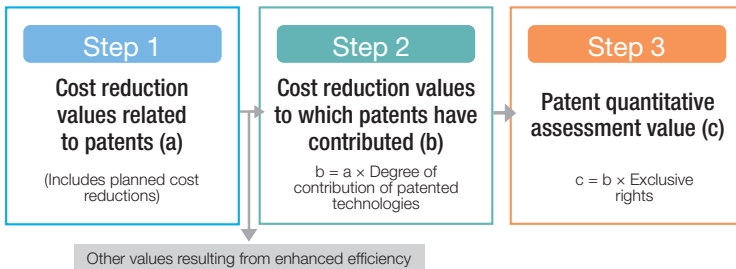 Step 1
Cost reduction
values related
to patents (a)
(Includes planned cost
reductions)
Step 2
Cost reduction values
to which patents have
contributed (b)
b = a × Degree of
contribution of patented
technologies
Step 3
Patent quantitative
assessment value (c)
c = b × Exclusive
rights
Other values resulting from enhanced efficiency